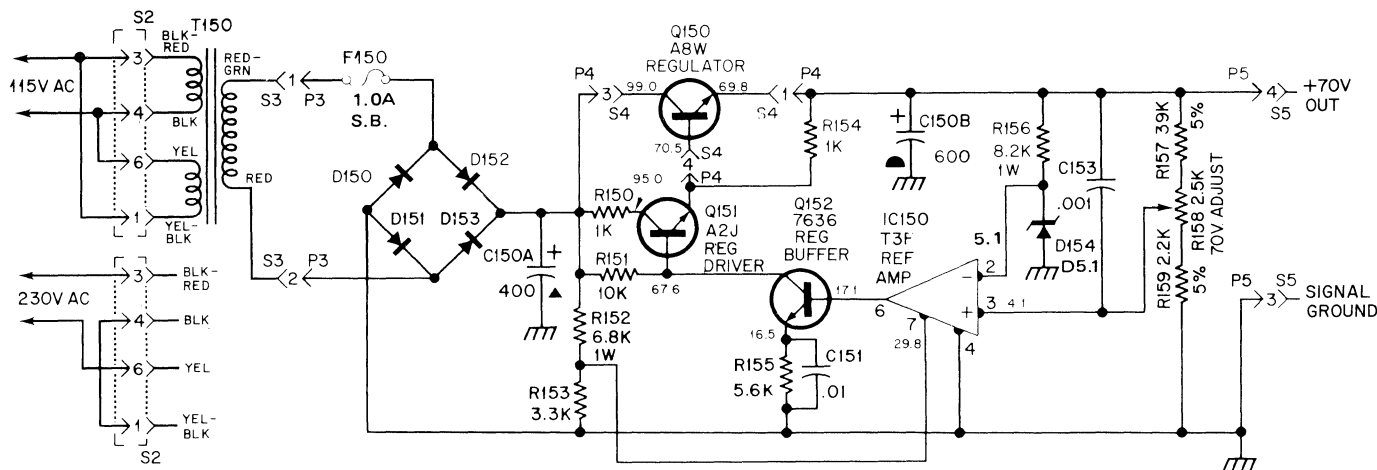 S2
T150
BLK-
RED
3
115V AC
4
BLK
YEL
6
1
YEL-
BLK
RED-
GRN
S3
1
P3
RED
S3
2
P3
F150
1.0A
S.B.
D150
D152
D151
D153
C150A
+
400
P4
3
S4
99.0
Q150
A8W
REGULATOR
69.8
P4
1
S4
70.5
S4
4
P4
95.0
R150
1K
Q151
A2J
REG
DRIVER
R151
10K
67.6
R152
6.8K
1W
R153
3.3K
R154
1K
Q152
7636
REG
BUFFER
17.1
16.5
R155
5.6K
C151
.01
C150B
+
600
IC150
T3F
REF
AMP
6
7
29.8
4
2
-
3
+
5.1
4.1
R156
8.2K
1W
D154
D5.1
C153
.001
R157 39K
5%
R158 2.5K
70V ADJUST
R159 2.2K
5%
P5
4
S5
+70V
OUT
P5
3
S5
SIGNAL
GROUND
230V AC
3
BLK-
RED
4
BLK
6
YEL
1
YEL-
BLK
S2